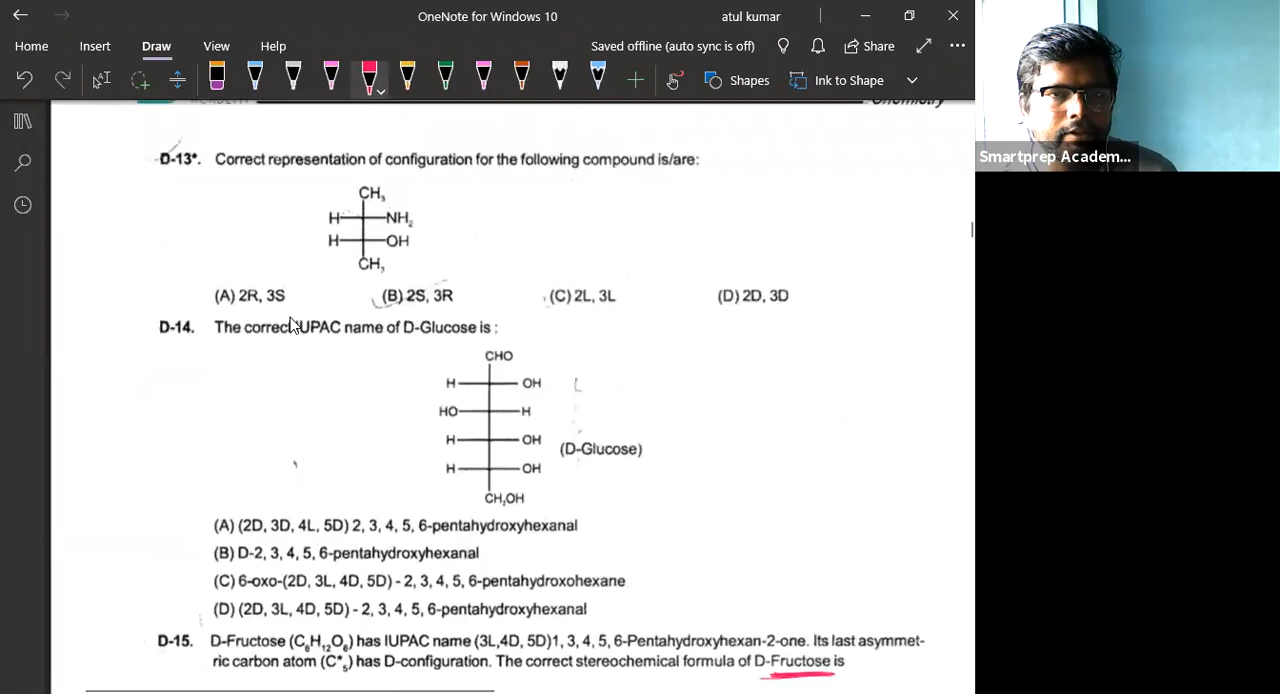 OneNote for Windows 10
atul kumar
Home Insert Draw View Help
Saved offline (auto sync is off)
Share
Shapes
Ink to Shape
Chemistry
Smartprep Academ...
D-13*. Correct representation of configuration for the following compound is/are:
CH₃
H NH₂
H OH
CH₃
(A) 2R, 3S (B) 2S, 3R (C) 2L, 3L (D) 2D, 3D
D-14. The correct IUPAC name of D-Glucose is :
CHO
H OH
HO H
H OH
(D-Glucose)
H OH
CH₂OH
(A) (2D, 3D, 4L, 5D) 2, 3, 4, 5, 6-pentahydroxyhexanal
(B) D-2, 3, 4, 5, 6-pentahydroxyhexanal
(C) 6-oxo-(2D, 3L, 4D, 5D) - 2, 3, 4, 5, 6-pentahydroxohexane
(D) (2D, 3L, 4D, 5D) - 2, 3, 4, 5, 6-pentahydroxyhexanal
D-15. D-Fructose (C₆H₁₂O₆) has IUPAC name (3L,4D, 5D)1, 3, 4, 5, 6-Pentahydroxyhexan-2-one. Its last asymmet-
ric carbon atom (C*₅) has D-configuration. The correct stereochemical formula of D-Fructose is